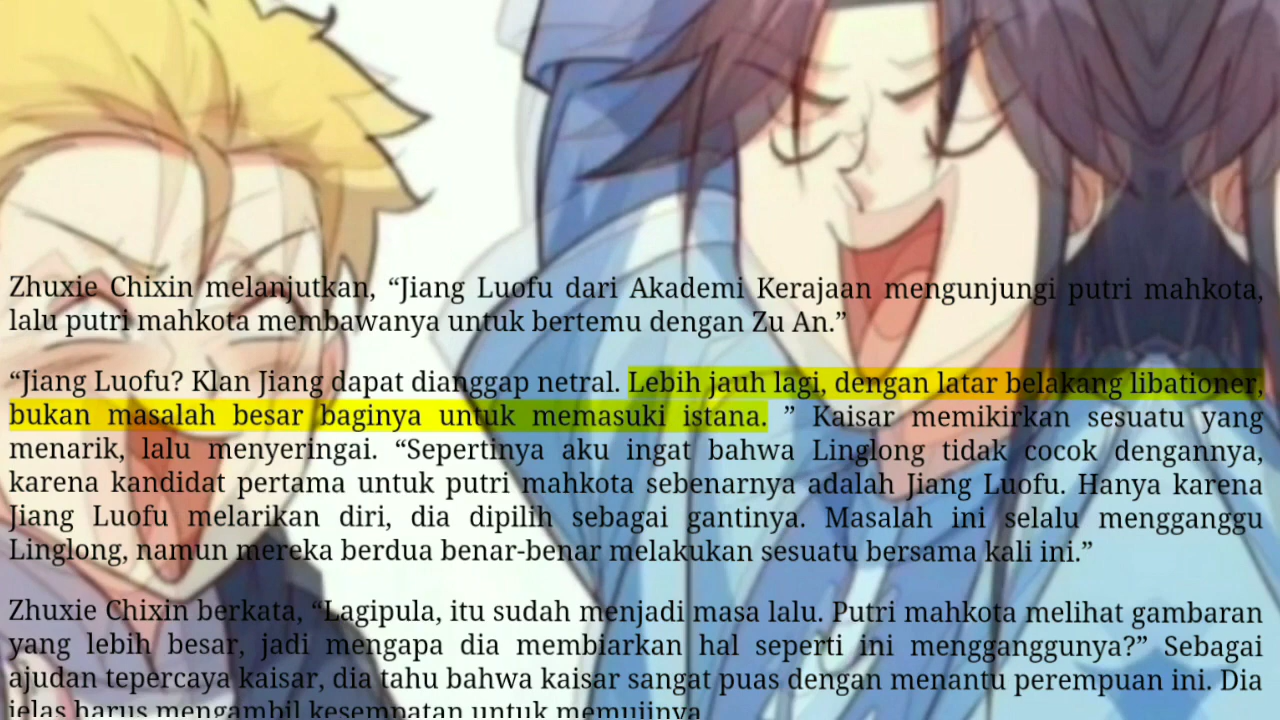 Zhuxie Chixin melanjutkan, “Jiang Luofu dari Akademi Kerajaan mengunjungi putri mahkota,
lalu putri mahkota membawanya untuk bertemu dengan Zu An.”
“Jiang Luofu? Klan Jiang dapat dianggap netral. Lebih jauh lagi, dengan latar belakang libationer,
bukan masalah besar baginya untuk memasuki istana. ” Kaisar memikirkan sesuatu yang
menarik, lalu menyeringai. “Sepertinya aku ingat bahwa Linglong tidak cocok dengannya,
karena kandidat pertama untuk putri mahkota sebenarnya adalah Jiang Luofu. Hanya karena
Jiang Luofu melarikan diri, dia dipilih sebagai gantinya. Masalah ini selalu mengganggu
Linglong, namun mereka berdua benar-benar melakukan sesuatu bersama kali ini.”
Zhuxie Chixin berkata, “Lagipula, itu sudah menjadi masa lalu. Putri mahkota melihat gambaran
yang lebih besar, jadi mengapa dia membiarkan hal seperti ini mengganggunya?” Sebagai
ajudan tepercaya kaisar, dia tahu bahwa kaisar sangat puas dengan menantu perempuan ini. Dia
jelas harus mengambil kesempatan untuk memujinya